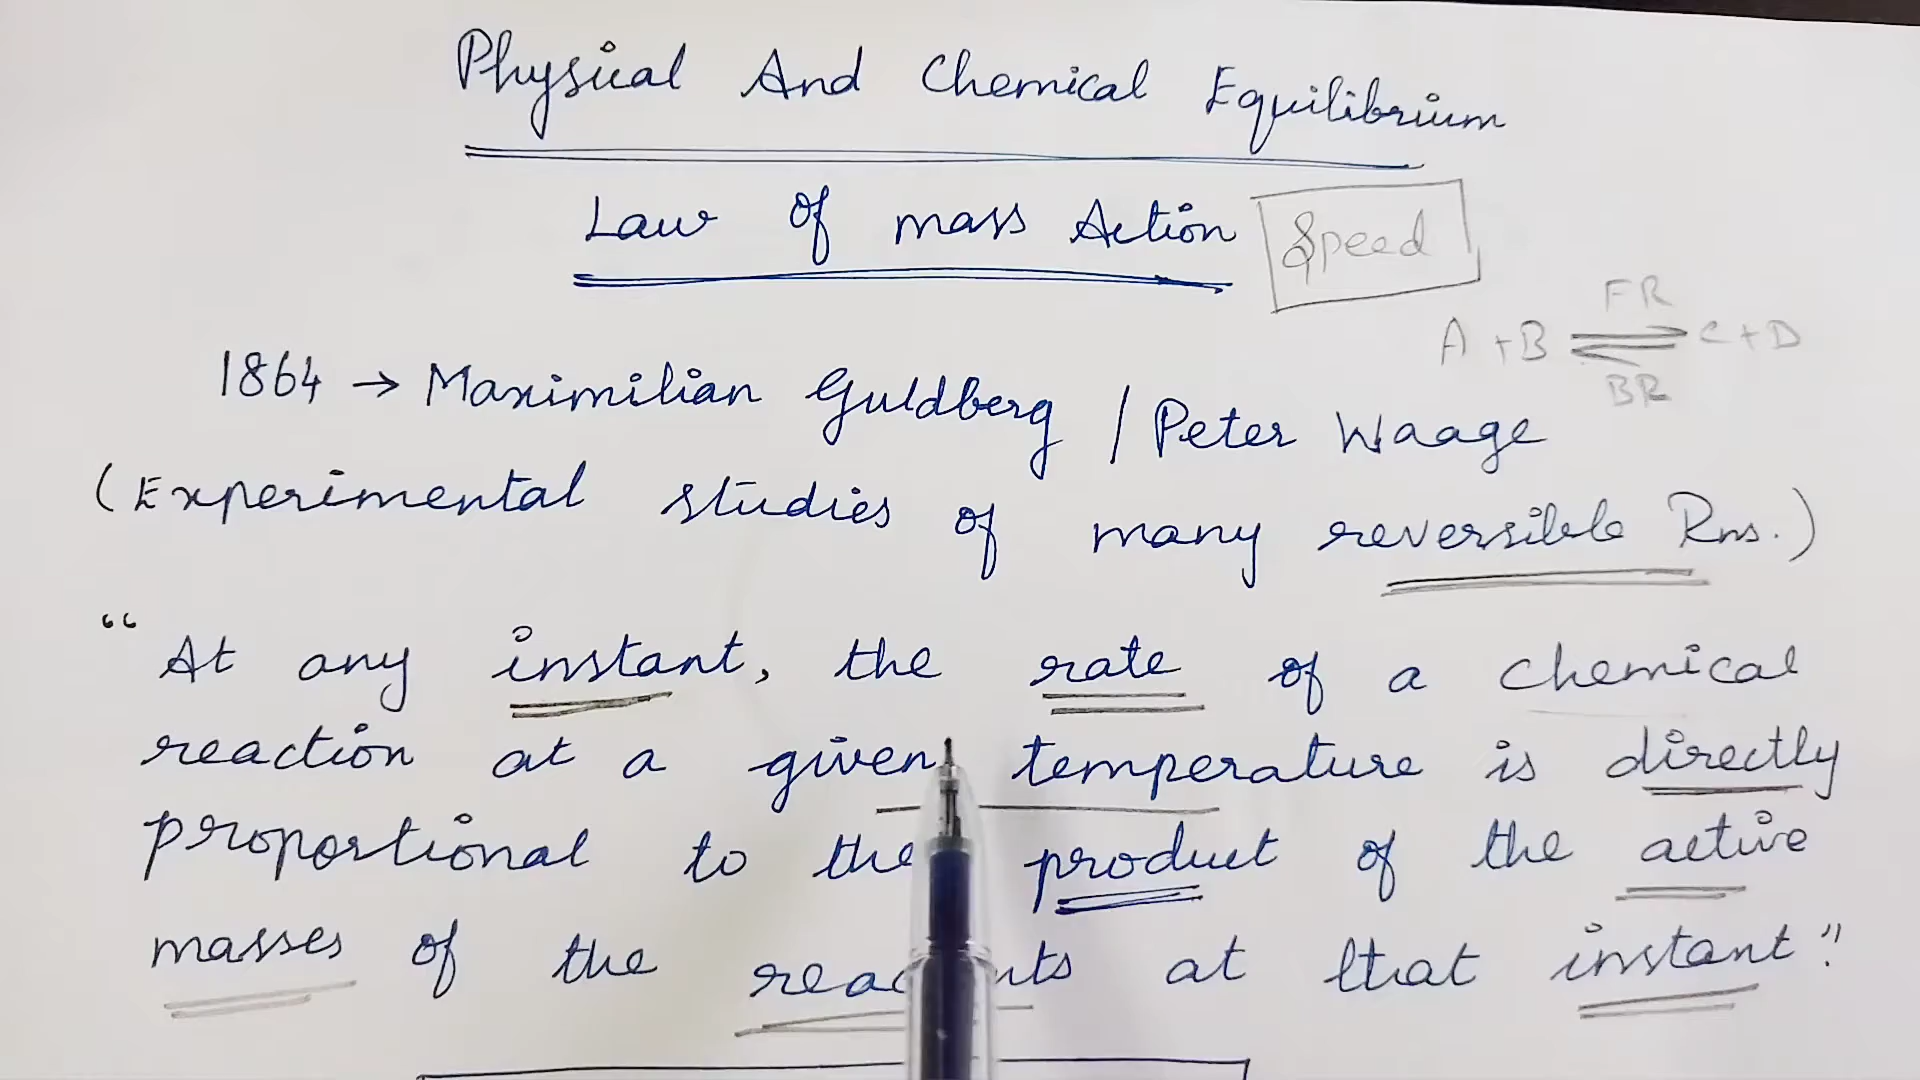 Physical And Chemical Equilibrium
Law of mass Action
Speed
FR
A + B ⇌ C + D
BR
1864 → Maximilian Guldberg / Peter Waage
(Experimental studies of many reversible Rns.)
“At any instant, the rate of a chemical
reaction at a given temperature is directly
proportional to the product of the active
masses of the reactants at that instant”